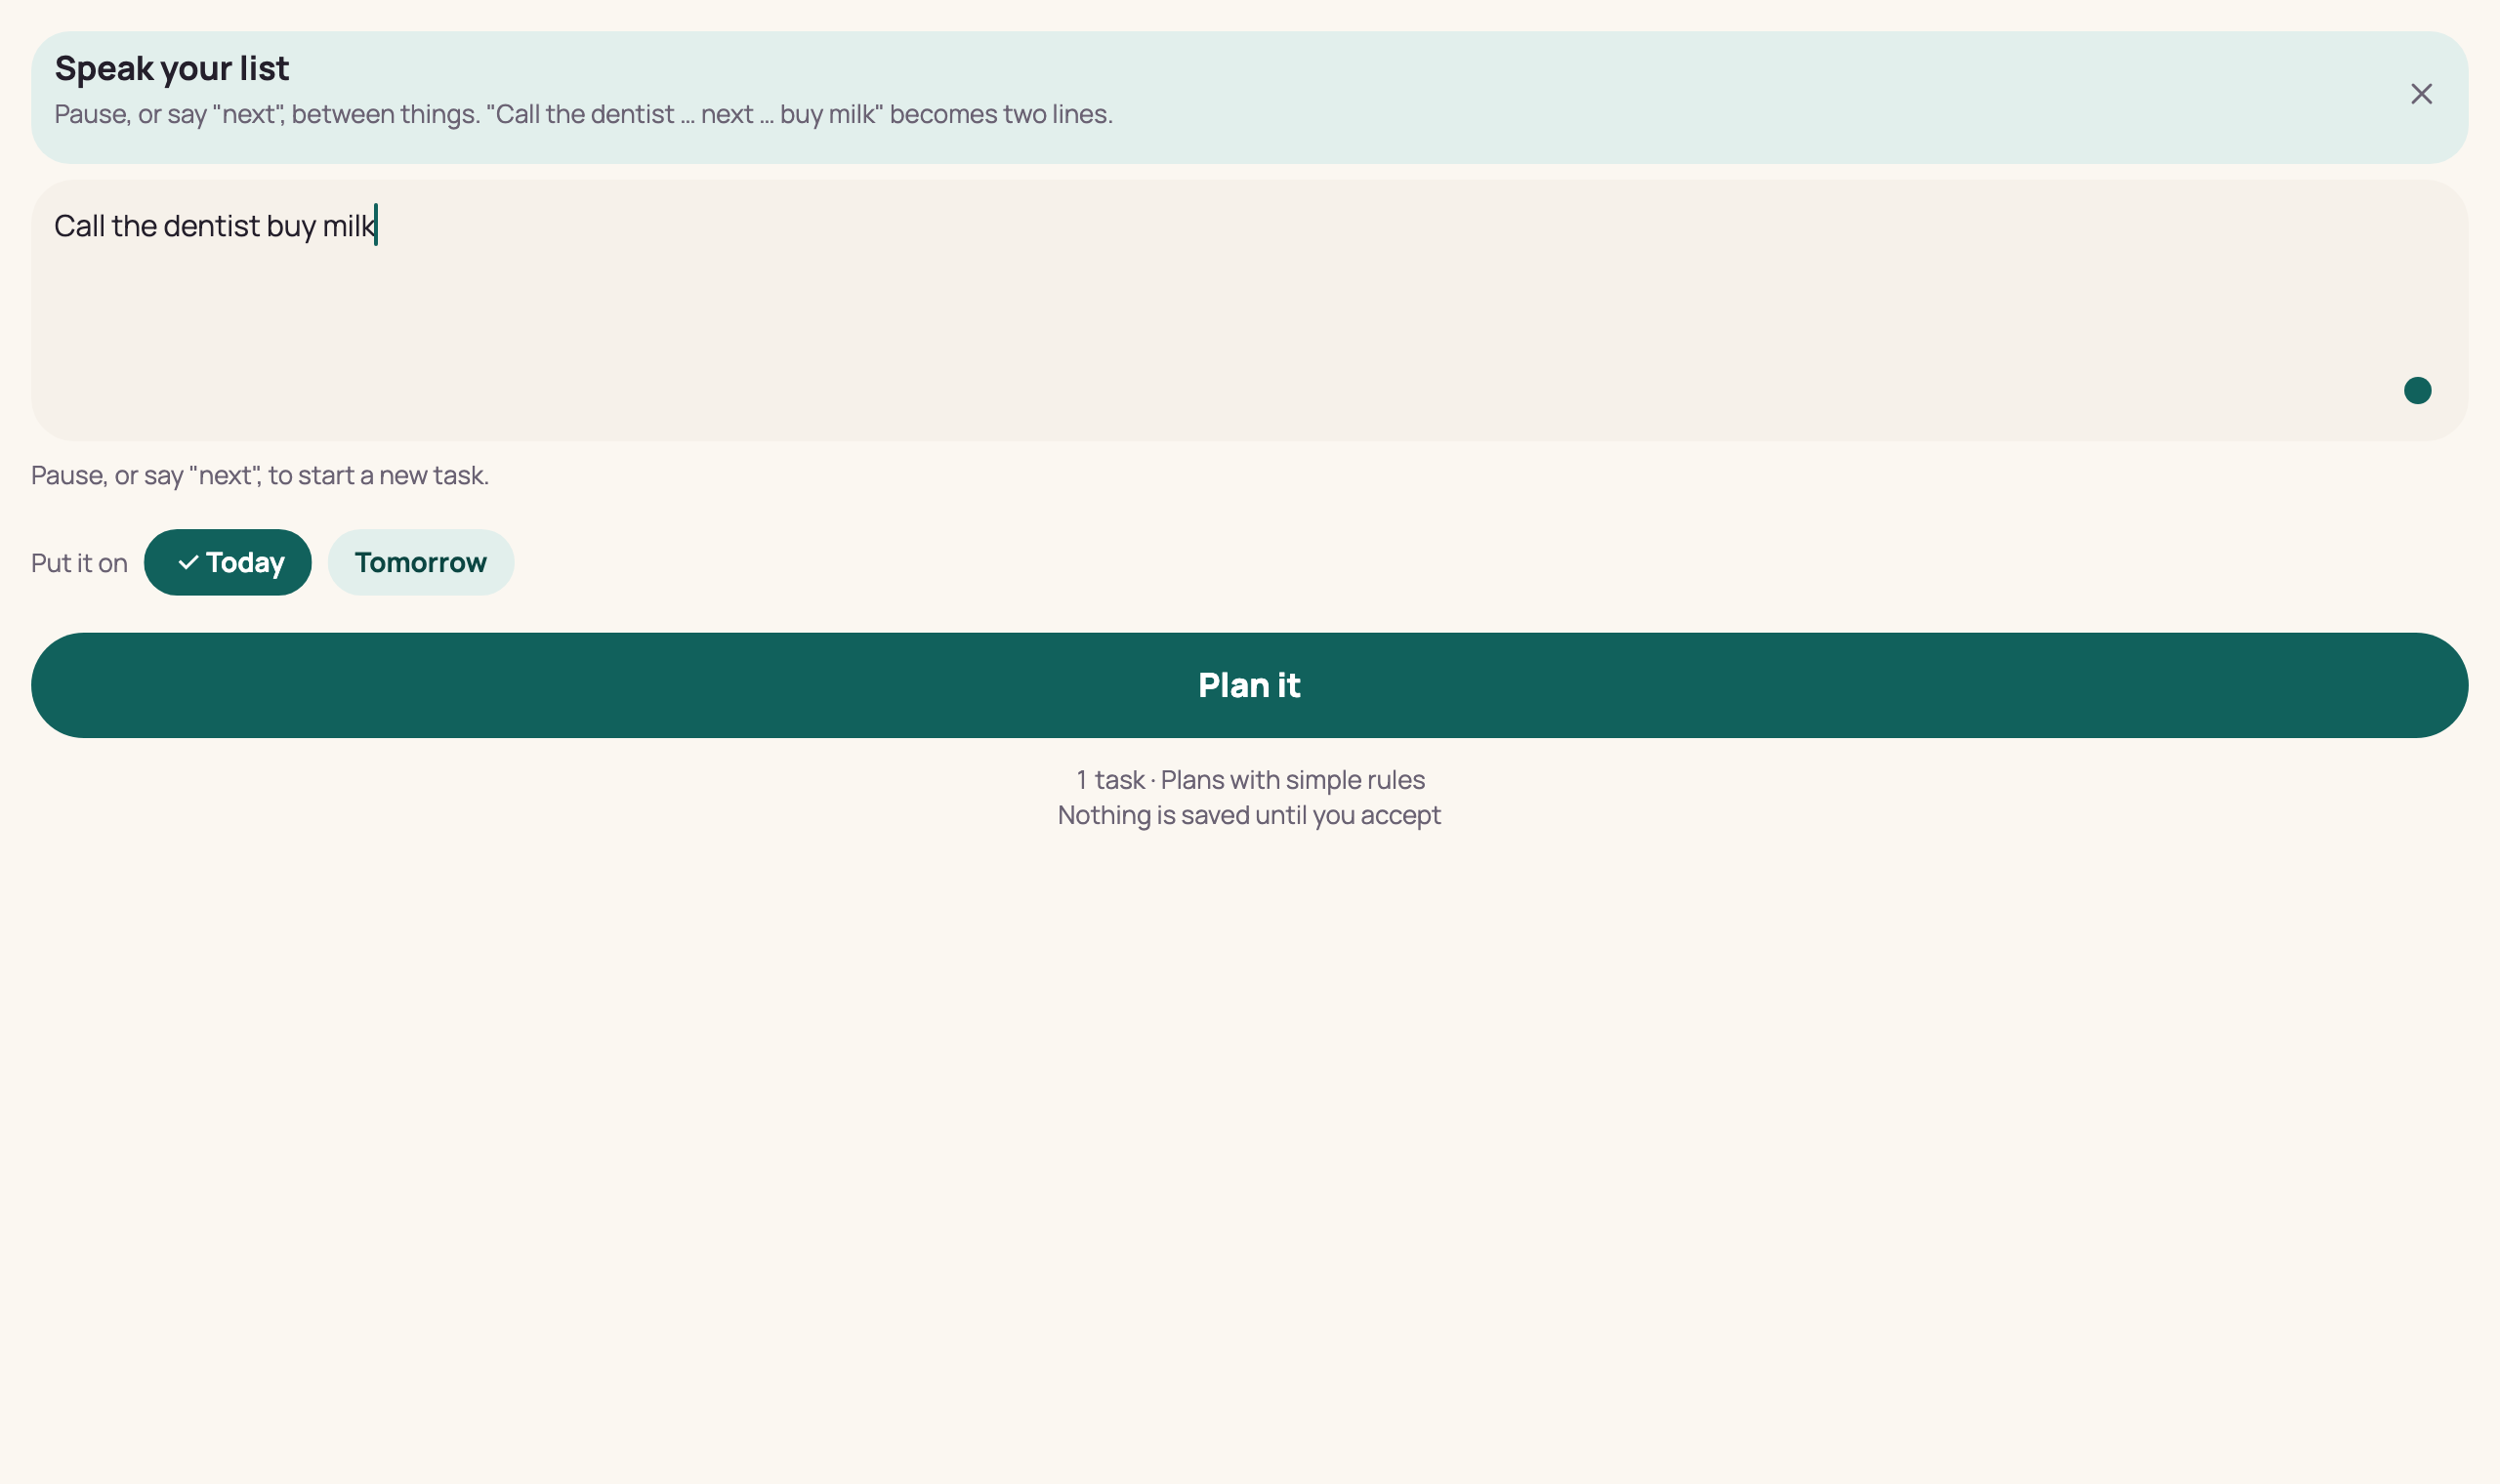 Speak your list
Pause, or say "next", between things. "Call the dentist ... next ... buy milk" becomes two lines.
Call the dentist buy milk
Pause, or say "next", to start a new task.
Put it on Today Tomorrow
Plan it
1 task · Plans with simple rules
Nothing is saved until you accept